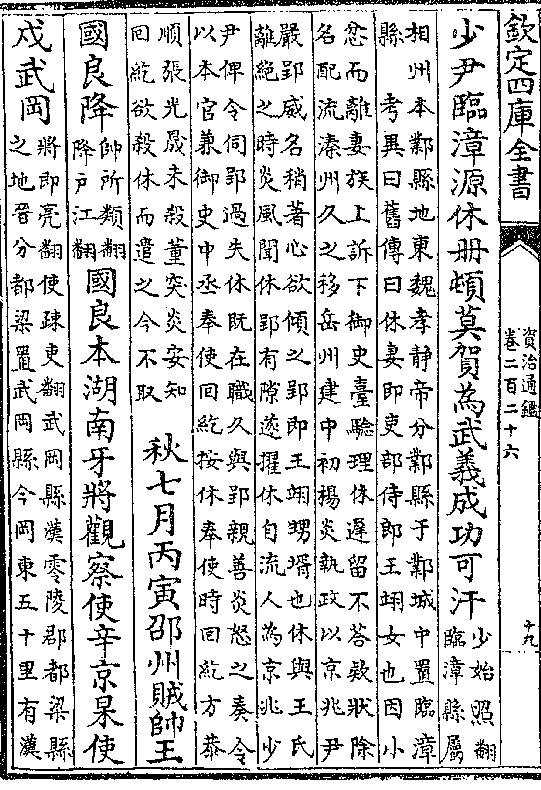 欽定四庫全書
資治通鑑
卷二百二十六
十九
少尹臨漳源休冊頓莫賀為武義成功可汗
少始照翻
臨漳縣屬
相州本鄴縣地東魏孝静帝分鄴縣于鄴城中置臨漳
縣 考異曰舊傳曰休妻即吏部侍郎王翊女也因小
忿而離妻族上訴下御史臺驗理休遲留不荅欵狀除
名配流溱州久之移岳州建中初楊炎執政以京兆尹
嚴郢威名稍著心欲傾之郢即王翊甥壻也休與王氏
離絶之時炎風聞休郢有隙遂擢休自流人為京兆少
尹俾令伺郢過失休既在職久與郢親善炎怒之奏令
以本官兼御史中丞奉使回紇按休奉使時回紇方恭
順張光晟未殺董突炎安知
回紇欲殺休而遣之今不取
秋七月丙寅邵州賊帥王
國良降
帥所類翻
降戸江翻
國良本湖南牙將觀察使辛京杲使
戍武岡
將即亮翻使疎吏翻武岡縣漢零陵郡都梁縣
之地晉分都梁置武岡縣今岡東五十里有漢